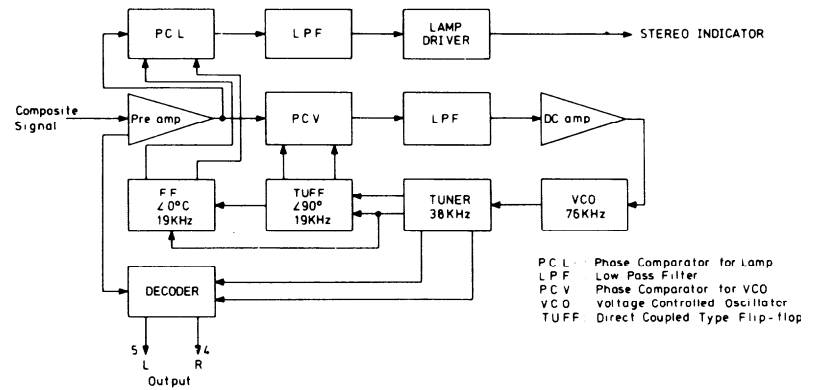 PCL
LPF
LAMP
DRIVER
STEREO INDICATOR
Composite
Signal
Pre amp
PCV
LPF
DC amp
F F
∠0°C
19KHz
TUFF
∠90°
19KHz
TUNER
38KHz
VCO
76KHz
DECODER
PCL : Phase Comparator for Lamp
LPF : Low Pass Filter
PCV : Phase Comparator for VCO
VCO : Voltage Controlled Oscillator
TUFF : Direct Coupled Type Flip-flop
5 4
L R
Output